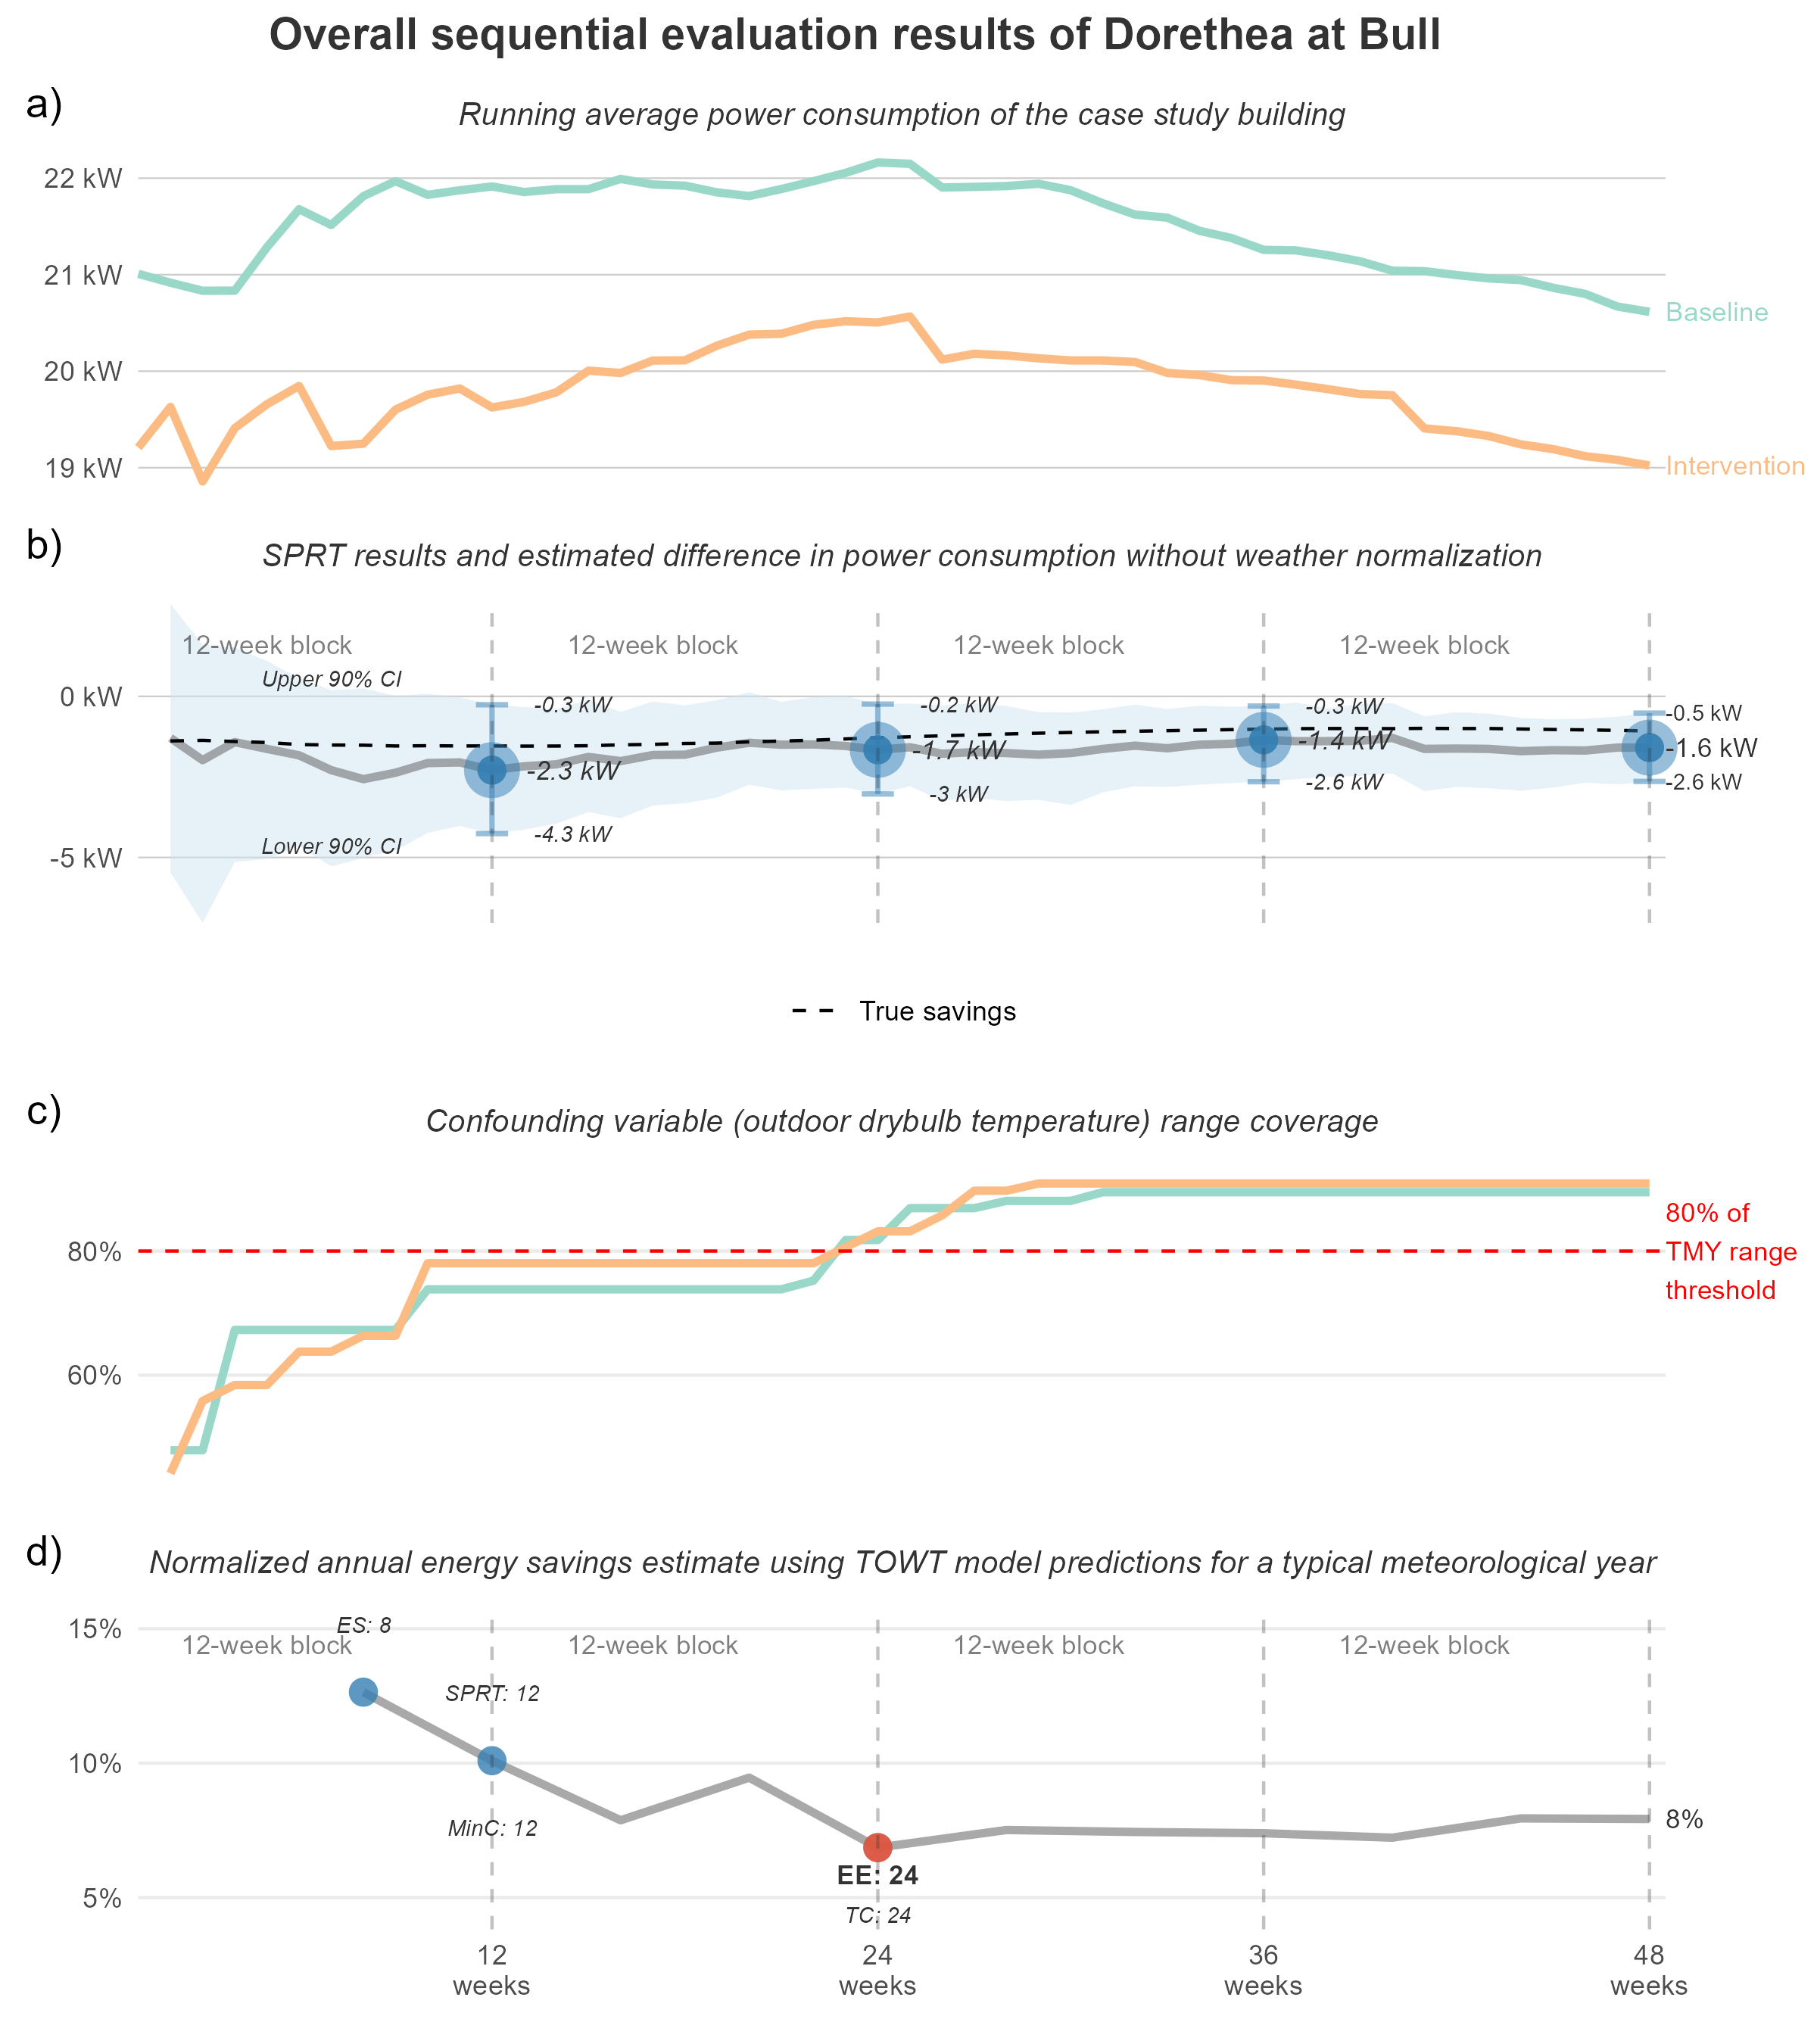 Overall sequential evaluation results of Dorethea at Bull
a)
Running average power consumption of the case study building
22 kW
21 kW
20 kW
19 kW
Baseline
Intervention
b)
SPRT results and estimated difference in power consumption without weather normalization
12-week block
12-week block
12-week block
12-week block
Upper 90% CI
0 kW
-0.3 kW
-0.2 kW
-0.3 kW
-0.5 kW
-2.3 kW
-1.7 kW
-1.4 kW
-1.6 kW
-4.3 kW
-3 kW
-2.6 kW
-2.6 kW
Lower 90% CI
-5 kW
True savings
c)
Confounding variable (outdoor drybulb temperature) range coverage
80%
60%
80% of
TMY range
threshold
d)
Normalized annual energy savings estimate using TOWT model predictions for a typical meteorological year
15%
10%
5%
ES: 8
12-week block
12-week block
12-week block
12-week block
SPRT: 12
MinC: 12
8%
EE: 24
TC: 24
12
weeks
24
weeks
36
weeks
48
weeks